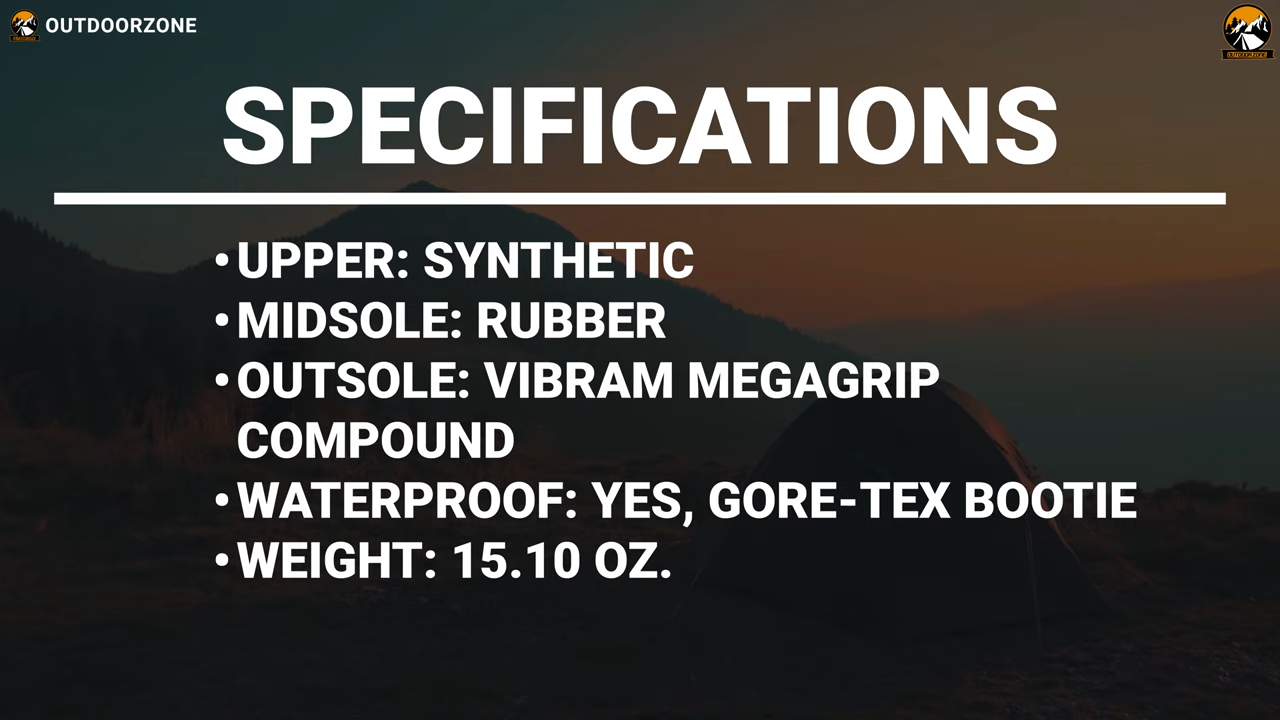 OUTDOORZONE
SPECIFICATIONS
• UPPER: SYNTHETIC
• MIDSOLE: RUBBER
• OUTSOLE: VIBRAM MEGAGRIP
COMPOUND
• WATERPROOF: YES, GORE-TEX BOOTIE
• WEIGHT: 15.10 OZ.
OUTDOORZONE